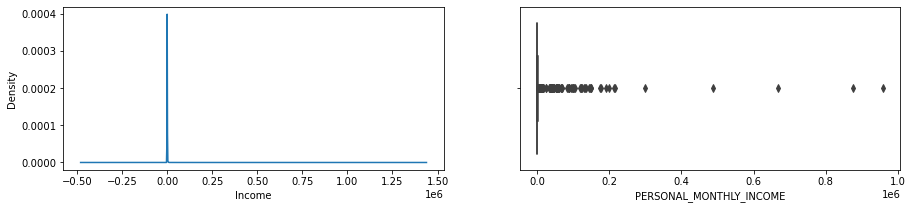 0.0004
0.0003
0.0002
0.0001
0.0000
Density
−0.50 −0.25 0.00 0.25 0.50 0.75 1.00 1.25 1.50
1e6
Income
0.0 0.2 0.4 0.6 0.8 1.0
1e6
PERSONAL_MONTHLY_INCOME